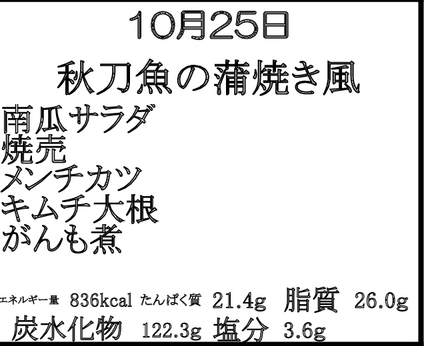 10月25日
秋刀魚の蒲焼き風
南瓜サラダ
焼売
メンチカツ
キムチ大根
がんも煮
エネルギー量 836kcal たんぱく質 21.4g 脂質 26.0g
炭水化物 122.3g 塩分 3.6g